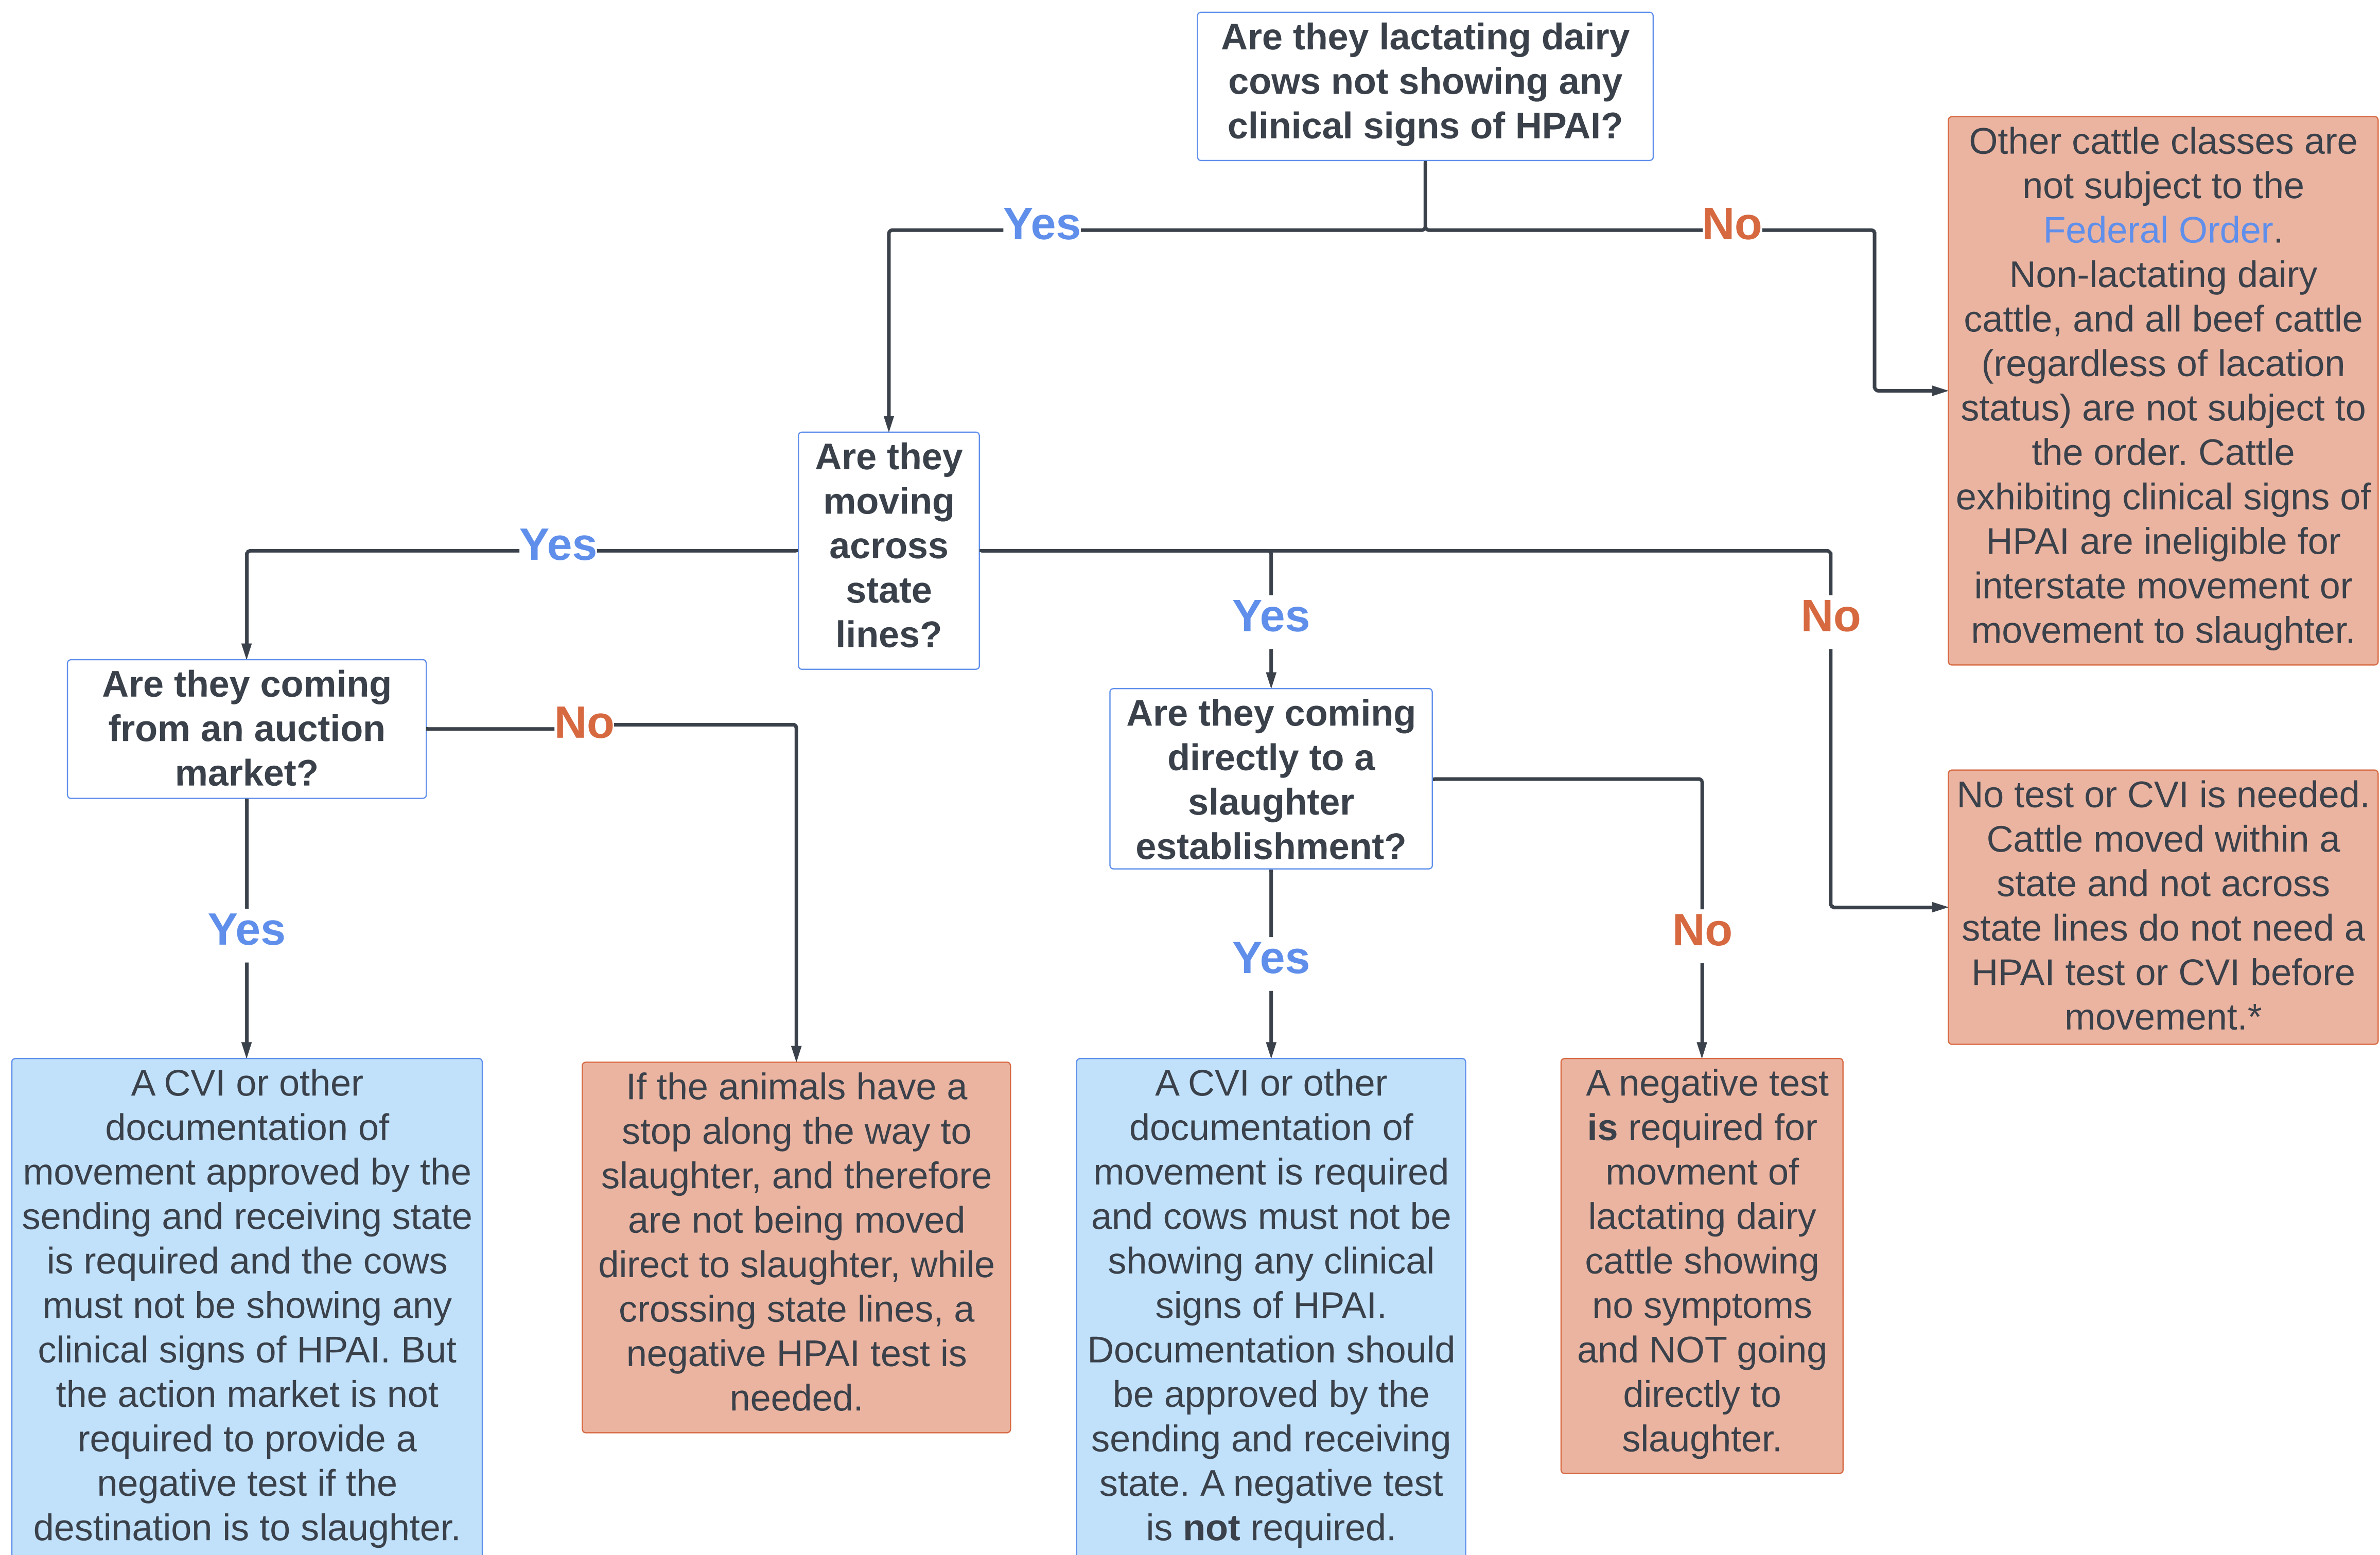 Are they lactating dairy
cows not showing any
clinical signs of HPAI?
Yes
No
Other cattle classes are
not subject to the
Federal Order.
Non-lactating dairy
cattle, and all beef cattle
(regardless of lacation
status) are not subject to
the order. Cattle
exhibiting clinical signs of
HPAI are ineligible for
interstate movement or
movement to slaughter.
Are they
moving
across
state
lines?
Yes
Yes
No
Are they coming
from an auction
market?
No
Are they coming
directly to a
slaughter
establishment?
No test or CVI is needed.
Cattle moved within a
state and not across
state lines do not need a
HPAI test or CVI before
movement.*
Yes
Yes
No
A CVI or other
documentation of
movement approved by the
sending and receiving state
is required and the cows
must not be showing any
clinical signs of HPAI. But
the action market is not
required to provide a
negative test if the
destination is to slaughter.
If the animals have a
stop along the way to
slaughter, and therefore
are not being moved
direct to slaughter, while
crossing state lines, a
negative HPAI test is
needed.
A CVI or other
documentation of
movement is required
and cows must not be
showing any clinical
signs of HPAI.
Documentation should
be approved by the
sending and receiving
state. A negative test
is not required.
A negative test
is required for
movment of
lactating dairy
cattle showing
no symptoms
and NOT going
directly to
slaughter.